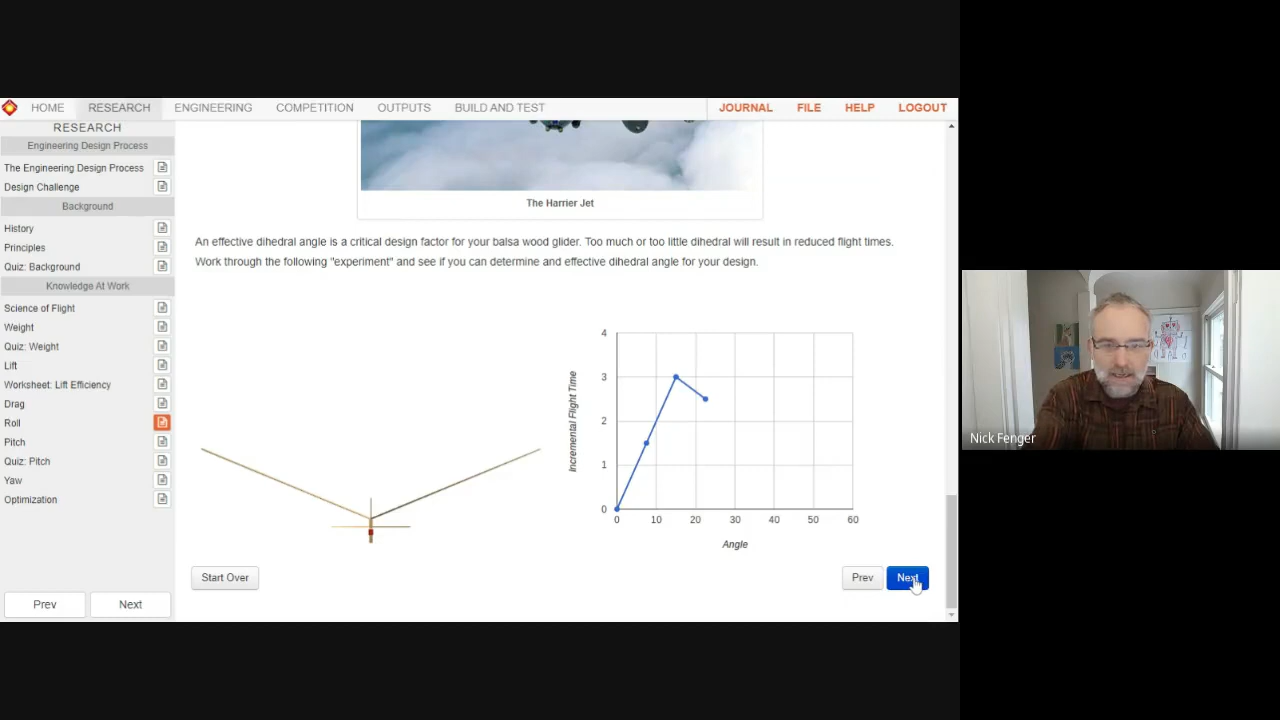 HOME RESEARCH ENGINEERING COMPETITION OUTPUTS BUILD AND TEST JOURNAL FILE HELP LOGOUT
RESEARCH
Engineering Design Process
The Engineering Design Process
Design Challenge
Background
History
Principles
Quiz: Background
Knowledge At Work
Science of Flight
Weight
Quiz: Weight
Lift
Worksheet: Lift Efficiency
Drag
Roll
Pitch
Quiz: Pitch
Yaw
Optimization
Prev Next
The Harrier Jet
An effective dihedral angle is a critical design factor for your balsa wood glider. Too much or too little dihedral will result in reduced flight times.
Work through the following "experiment" and see if you can determine and effective dihedral angle for your design.
Incremental Flight Time
4
3
2
1
0
0 10 20 30 40 50 60
Angle
Start Over Prev Next
Nick Fenger